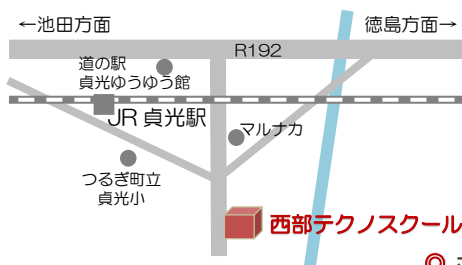 ←池田方面
徳島方面→
R192
道の駅
貞光ゆうゆう館
JR 貞光駅
マルナカ
つるぎ町立
貞光小
西部テクノスクール